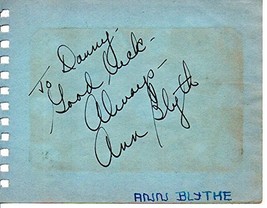 To Danny-
Good Luck-
Always-
Ann Blyth
ANN BLYTHE